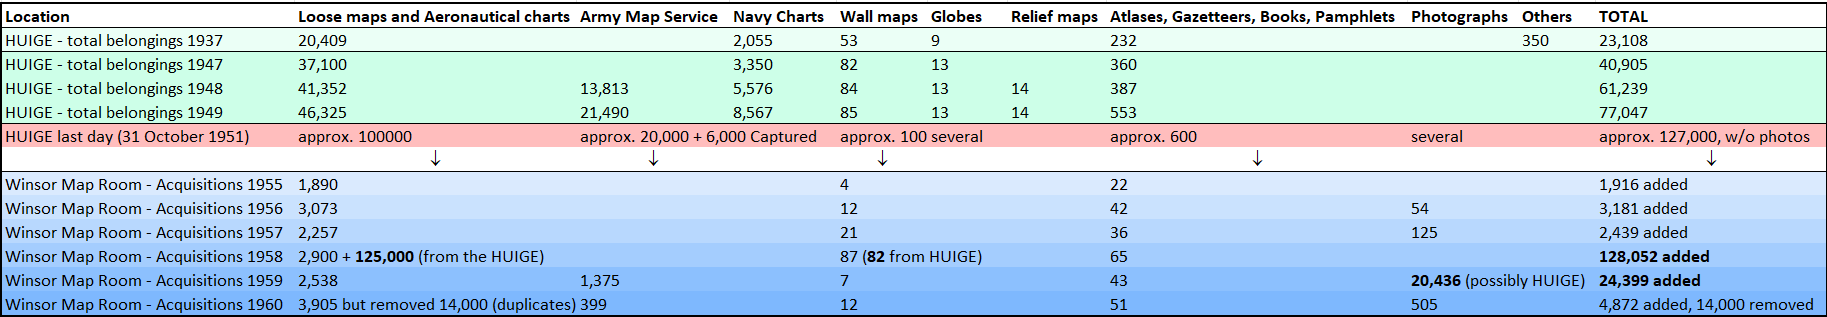 Location Loose maps and Aeronautical charts Army Map Service Navy Charts Wall maps Globes Relief maps Atlases, Gazetteers, Books, Pamphlets Photographs Others TOTAL
HUIGE - total belongings 1937 20,409 2,055 53 9 232 350 23,108
HUIGE - total belongings 1947 37,100 3,350 82 13 360 40,905
HUIGE - total belongings 1948 41,352 13,813 5,576 84 13 14 387 61,239
HUIGE - total belongings 1949 46,325 21,490 8,567 85 13 14 553 77,047
HUIGE last day (31 October 1951) approx. 100000 approx. 20,000 + 6,000 Captured approx. 100 several approx. 600 several approx. 127,000, w/o photos
↓ ↓ ↓ ↓ ↓
Winsor Map Room - Acquisitions 1955 1,890 4 22 1,916 added
Winsor Map Room - Acquisitions 1956 3,073 12 42 54 3,181 added
Winsor Map Room - Acquisitions 1957 2,257 21 36 125 2,439 added
Winsor Map Room - Acquisitions 1958 2,900 + 125,000 (from the HUIGE) 87 (82 from HUIGE) 65 128,052 added
Winsor Map Room - Acquisitions 1959 2,538 1,375 7 43 20,436 (possibly HUIGE) 24,399 added
Winsor Map Room - Acquisitions 1960 3,905 but removed 14,000 (duplicates) 399 12 51 505 4,872 added, 14,000 removed